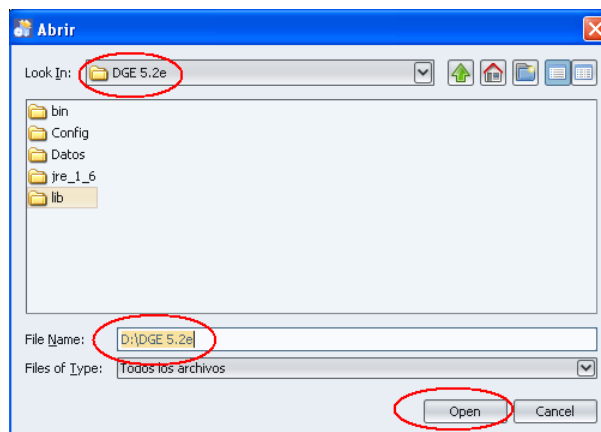 Abrir
Look In: DGE 5.2e
bin
Config
Datos
jre_1_6
lib
File Name: D:\DGE 5.2e
Files of Type: Todos los archivos
Open Cancel